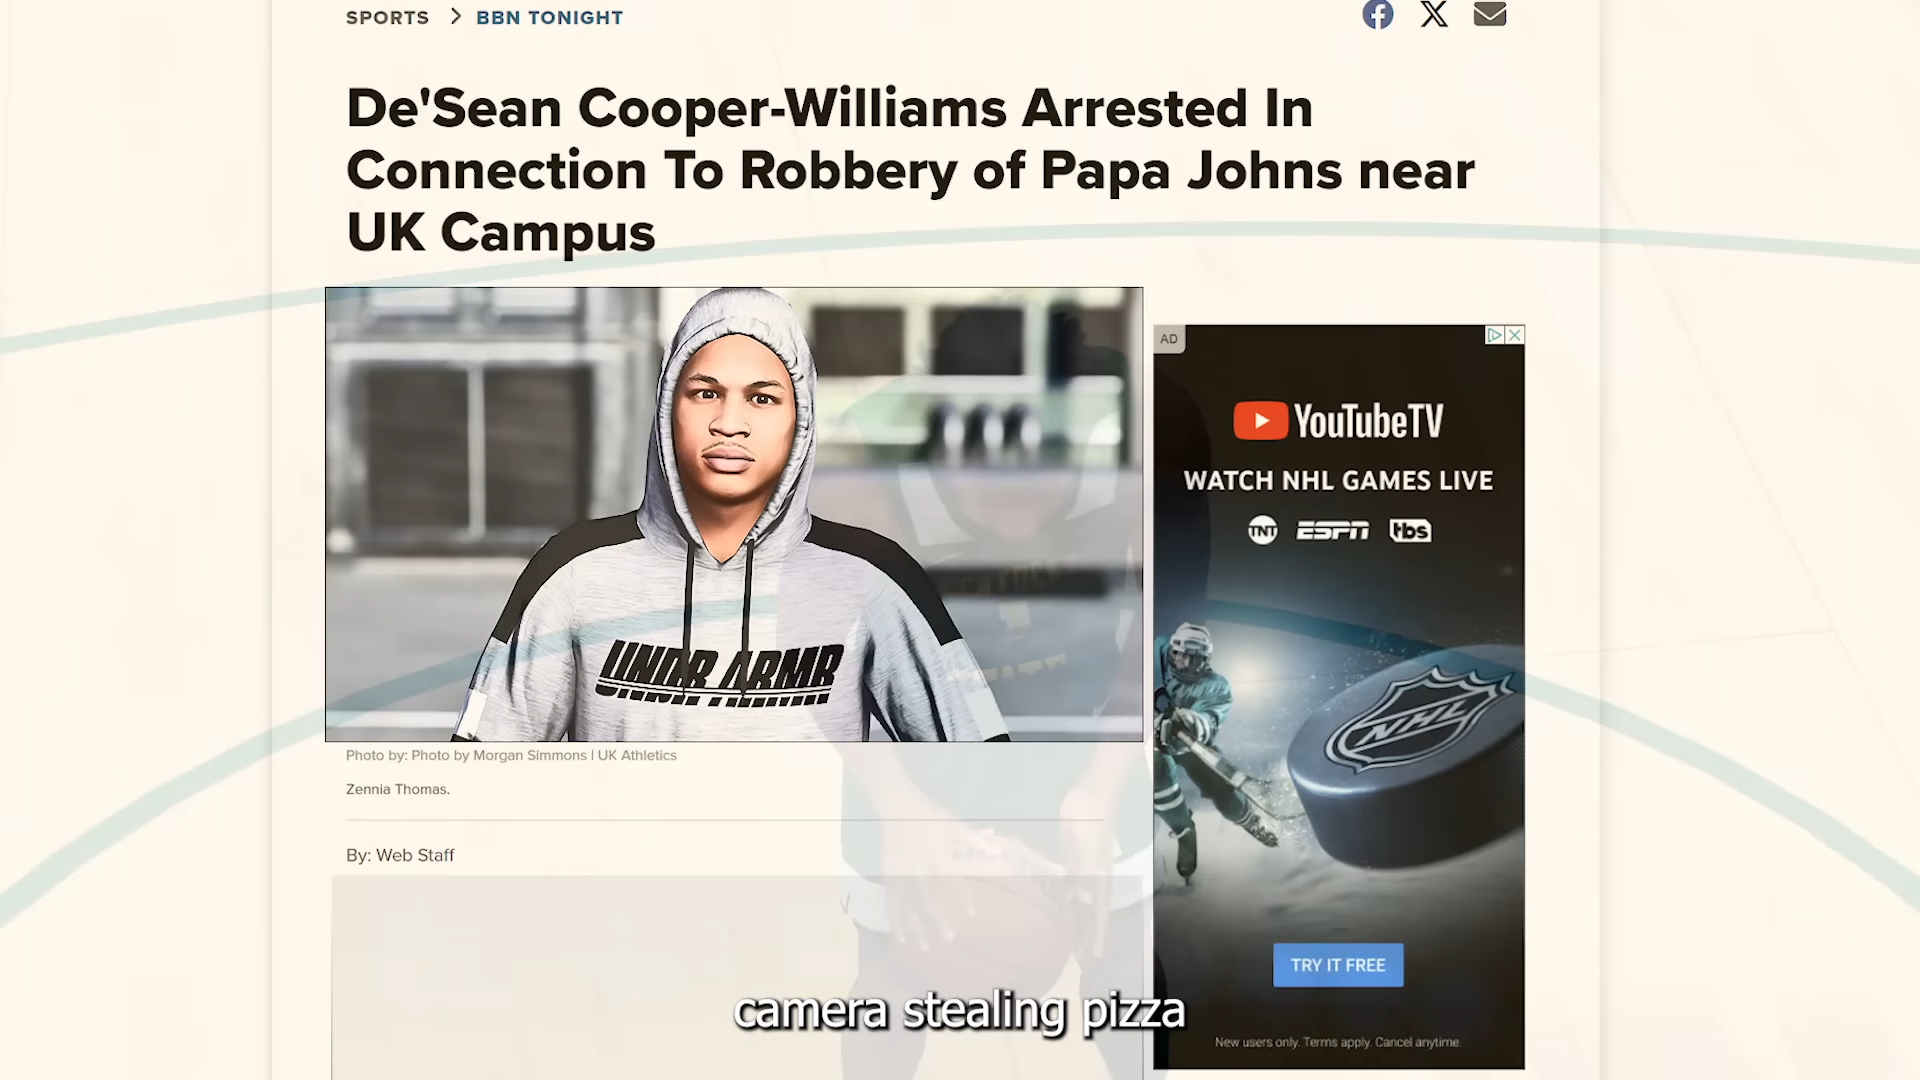 SPORTS > BBN TONIGHT
De'Sean Cooper-Williams Arrested In
Connection To Robbery of Papa Johns near
UK Campus
UNDR ARMR
Photo by: Photo by Morgan Simmons | UK Athletics
Zennia Thomas.
By: Web Staff
AD
YouTubeTV
WATCH NHL GAMES LIVE
TNT ESPN tbs
NHL
TRY IT FREE
New users only. Terms apply. Cancel anytime.
camera stealing pizza